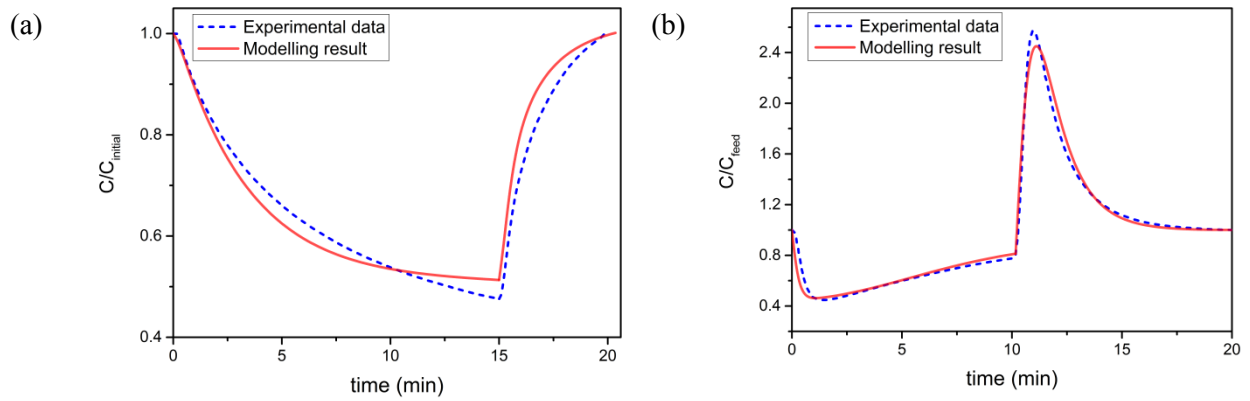 (a)
Experimental data
Modelling result
1.0
0.8
0.6
0.4
C/Cinitial
0 5 10 15 20
time (min)
(b)
Experimental data
Modelling result
2.4
2.0
1.6
1.2
0.8
0.4
C/Cfeed
0 5 10 15 20
time (min)